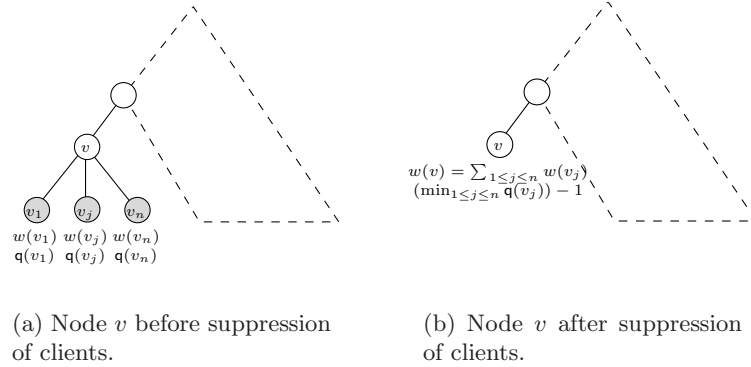 v
v₁ vⱼ vₙ
w(v₁) w(vⱼ) w(vₙ)
q(v₁) q(vⱼ) q(vₙ)
(a) Node v before suppression
of clients.
v
w(v) = ∑₁≤ⱼ≤ₙ w(vⱼ)
(min₁≤ⱼ≤ₙ q(vⱼ)) − 1
(b) Node v after suppression
of clients.